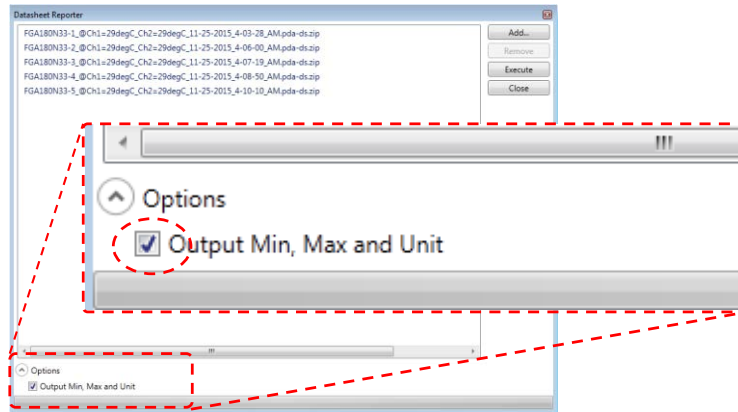 Datasheet Reporter
FGA180N33-1_@Ch1=29degC_Ch2=29degC_11-25-2015_4-03-28_AM.pda-ds.zip
FGA180N33-2_@Ch1=29degC_Ch2=29degC_11-25-2015_4-06-00_AM.pda-ds.zip
FGA180N33-3_@Ch1=29degC_Ch2=29degC_11-25-2015_4-07-19_AM.pda-ds.zip
FGA180N33-4_@Ch1=29degC_Ch2=29degC_11-25-2015_4-08-50_AM.pda-ds.zip
FGA180N33-5_@Ch1=29degC_Ch2=29degC_11-25-2015_4-10-10_AM.pda-ds.zip
Add...
Remove
Execute
Close
Options
Output Min, Max and Unit
Options
Output Min, Max and Unit